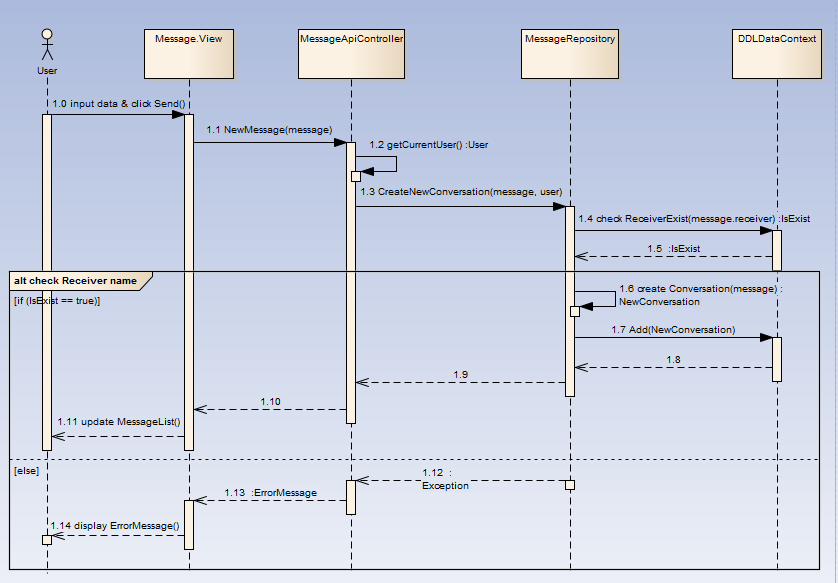 User
Message.View
MessageApiController
MessageRepository
DDLDataContext
1.0 input data & click Send()
1.1 NewMessage(message)
1.2 getCurrentUser() :User
1.3 CreateNewConversation(message, user)
1.4 check ReceiverExist(message.receiver) :IsExist
1.5 :IsExist
alt check Receiver name
[if (IsExist == true)]
1.6 create Conversation(message) :
NewConversation
1.7 Add(NewConversation)
1.8
1.9
1.10
1.11 update MessageList()
[else]
1.12 :
Exception
1.13 :ErrorMessage
1.14 display ErrorMessage()